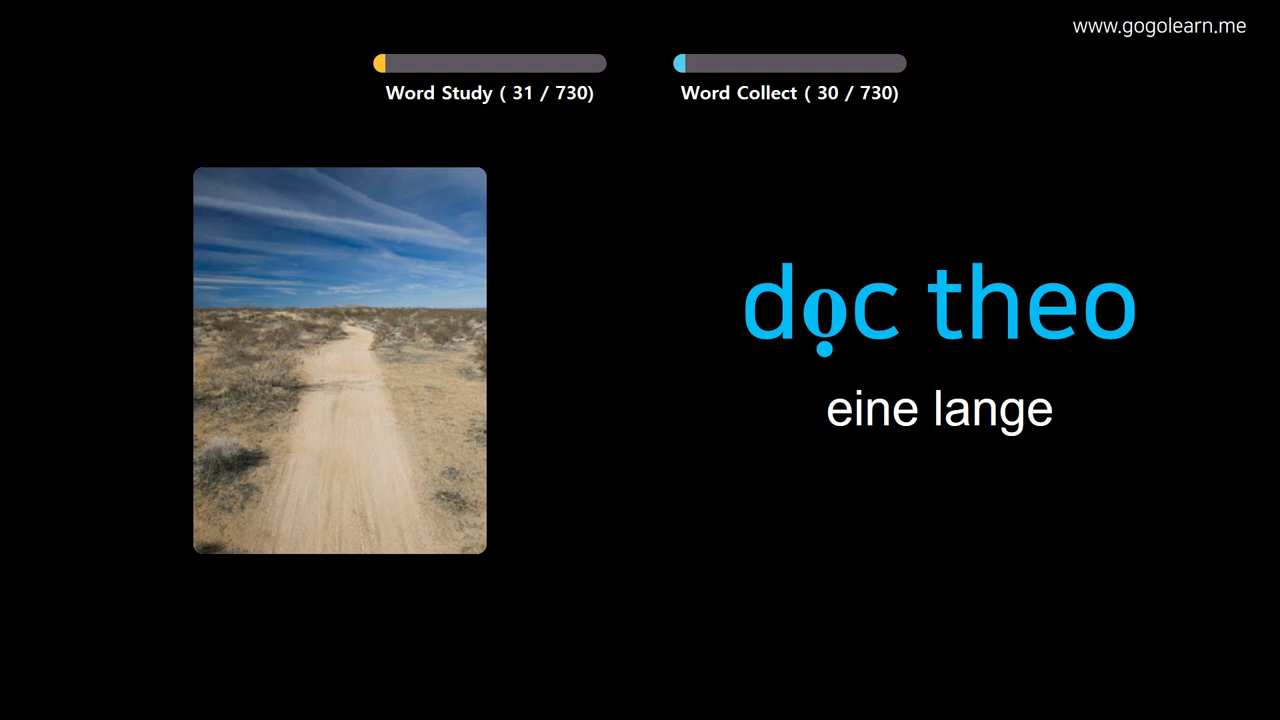 www.gogolearn.me
Word Study ( 31 / 730)
Word Collect ( 30 / 730)
dọc theo
eine lange